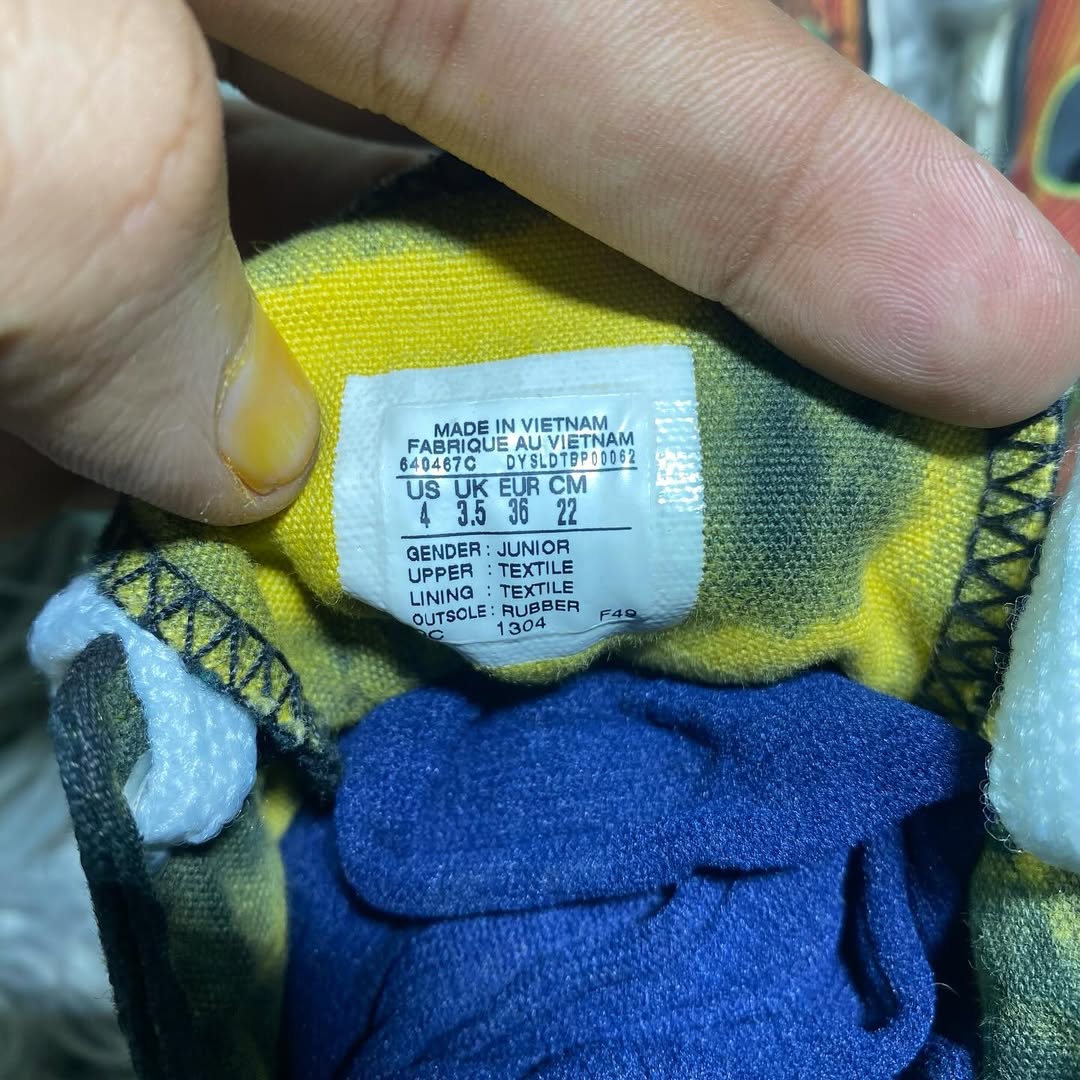 MADE IN VIETNAM
FABRIQUE AU VIETNAM
640467C DYSLDTBP00062
US UK EUR CM
4 3.5 36 22
GENDER : JUNIOR
UPPER : TEXTILE
LINING : TEXTILE
OUTSOLE : RUBBER
1304